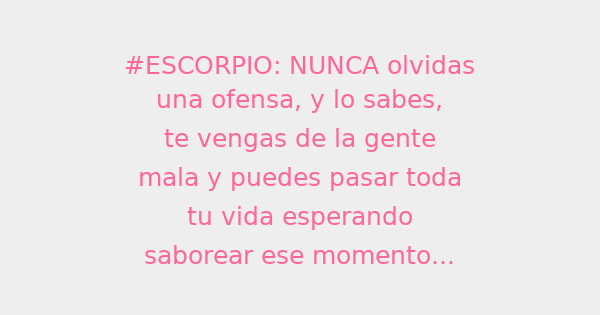 #ESCORPIO: NUNCA olvidas
una ofensa, y lo sabes,
te vengas de la gente
mala y puedes pasar toda
tu vida esperando
saborear ese momento...